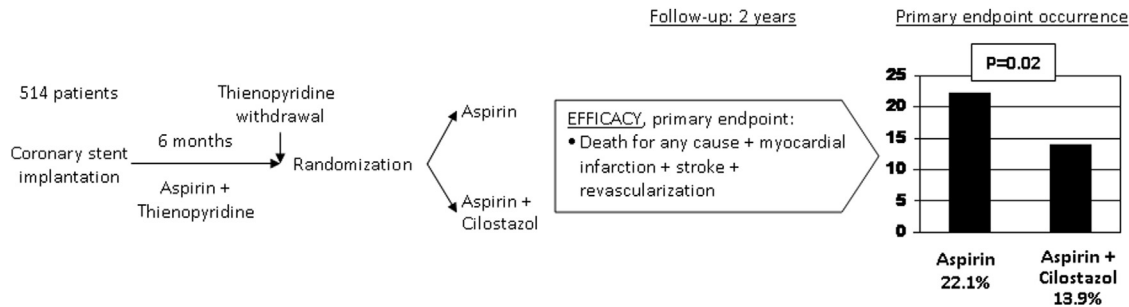 Follow-up: 2 years
Primary endpoint occurrence
514 patients
Thienopyridine
withdrawal
6 months
Coronary stent
implantation
Aspirin +
Thienopyridine
Randomization
Aspirin
Aspirin +
Cilostazol
EFFICACY, primary endpoint:
• Death for any cause + myocardial
infarction + stroke +
revascularization
P=0.02
25
20
15
10
5
0
Aspirin
22.1%
Aspirin +
Cilostazol
13.9%